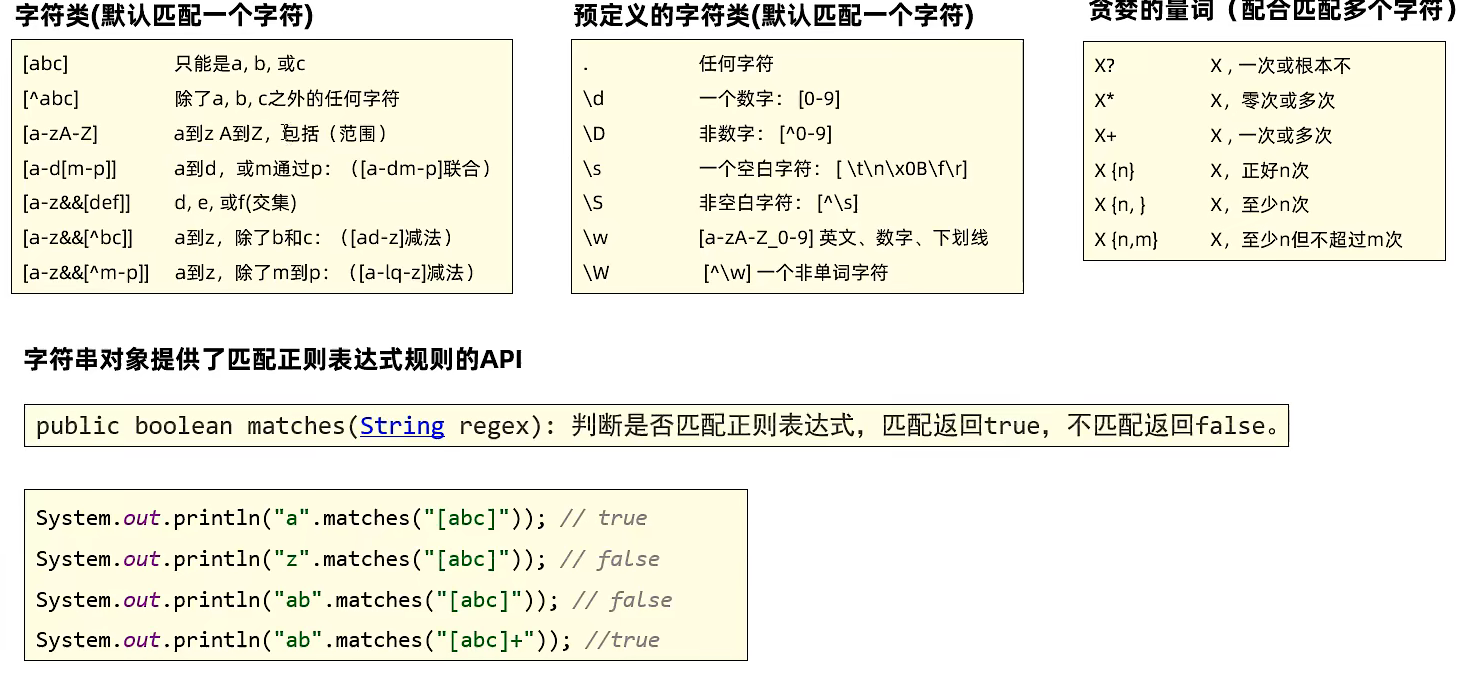 字符类(默认匹配一个字符)
[abc] 只能是a, b, 或c
[^abc] 除了a, b, c之外的任何字符
[a-zA-Z] a到z A到Z，包括（范围）
[a-d[m-p]] a到d，或m通过p：（[a-dm-p]联合）
[a-z&&[def]] d, e, 或f(交集)
[a-z&&[^bc]] a到z，除了b和c：（[ad-z]减法）
[a-z&&[^m-p]] a到z，除了m到p：（[a-lq-z]减法）
预定义的字符类(默认匹配一个字符)
. 任何字符
\d 一个数字： [0-9]
\D 非数字： [^0-9]
\s 一个空白字符： [ \t\n\x0B\f\r]
\S 非空白字符： [^\s]
\w [a-zA-Z_0-9] 英文、数字、下划线
\W [^\w] 一个非单词字符
贪婪的量词（配合匹配多个字符）
X? X , 一次或根本不
X* X，零次或多次
X+ X , 一次或多次
X {n} X，正好n次
X {n, } X，至少n次
X {n,m} X，至少n但不超过m次
字符串对象提供了匹配正则表达式规则的API
public boolean matches(String regex): 判断是否匹配正则表达式，匹配返回true，不匹配返回false。
System.out.println("a".matches("[abc]")); // true
System.out.println("z".matches("[abc]")); // false
System.out.println("ab".matches("[abc]")); // false
System.out.println("ab".matches("[abc]+")); //true